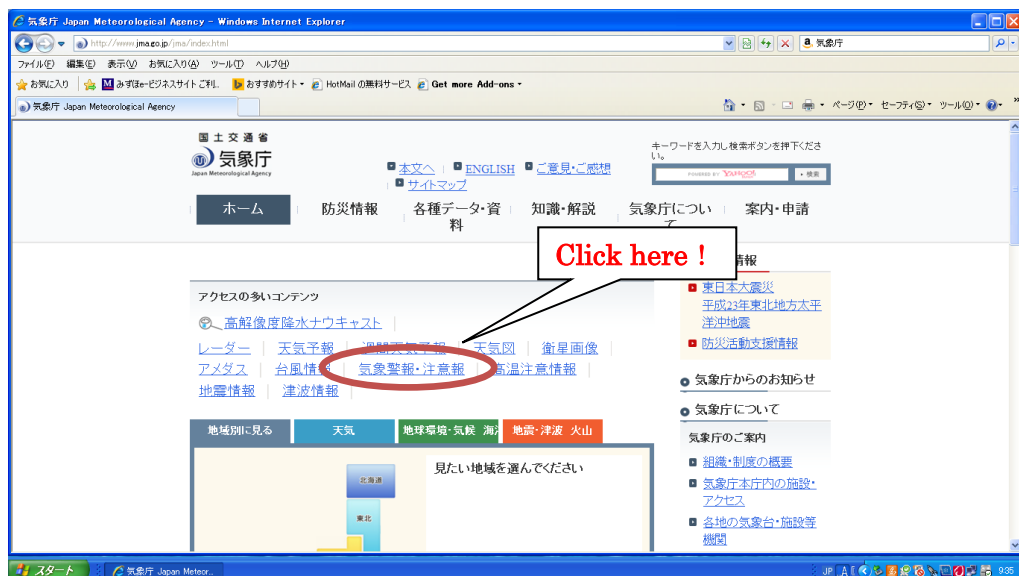 気象庁 Japan Meteorological Agency - Windows Internet Explorer
http://www.jma.go.jp/jma/index.html
気象庁
ファイル(F) 編集(E) 表示(V) お気に入り(A) ツール(T) ヘルプ(H)
お気に入り みずほe-ビジネスサイト ご利... おすすめサイト HotMail の無料サービス Get more Add-ons
気象庁 Japan Meteorological Agency
ページ(P) セーフティ(S) ツール(O)
国土交通省
気象庁
Japan Meteorological Agency
本文へ ENGLISH ご意見・ご感想
サイトマップ
キーワードを入力し検索ボタンを押下ください。
POWERED BY YAHOO! 検索
ホーム 防災情報 各種データ・資料 知識・解説 気象庁について 案内・申請
Click here !
情報
東日本大震災
平成23年東北地方太平洋沖地震
防災活動支援情報
アクセスの多いコンテンツ
高解像度降水ナウキャスト
レーダー 天気予報 週間天気予報 天気図 衛星画像
アメダス 台風情報 気象警報・注意報 高温注意情報
地震情報 津波情報
気象庁からのお知らせ
気象庁について
気象庁のご案内
組織・制度の概要
気象庁本庁内の施設・アクセス
各地の気象台・施設等機関
地域別に見る 天気 地球環境・気候 海洋 地震・津波 火山
見たい地域を選んでください
北海道
東北
スタート 気象庁 Japan Meteor... JP A 9:35